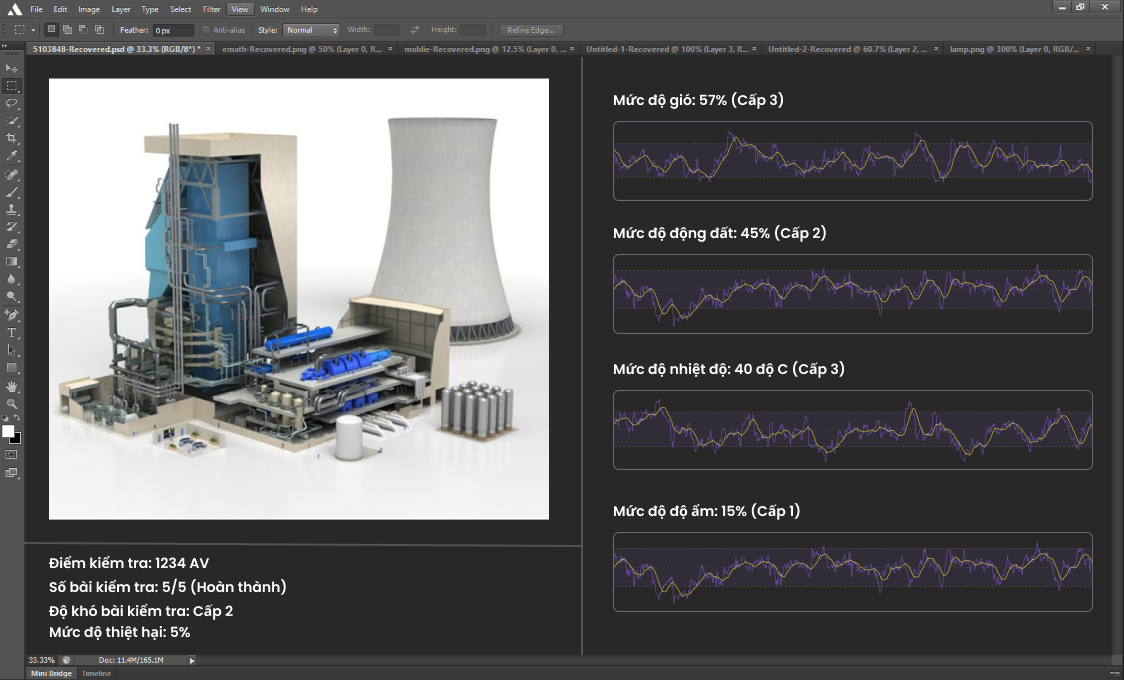 File Edit Image Layer Type Select Filter View Window Help
Feather: 0 px Anti-alias Style: Normal Width: Height: Refine Edge...
5103848-Recovered.psd @ 33.3% (RGB/8*) * × emath-Recovered.png @ 50% (Layer 0, R... × moblie-Recovered.png @ 12.5% (Layer 0, ... × Untitled-1-Recovered @ 100% (Layer 3, R... × Untitled-2-Recovered @ 60.7% (Layer 2, ... × lamp.png @ 300% (Layer 0, RGB/... ×
Mức độ gió: 57% (Cấp 3)
Mức độ động đất: 45% (Cấp 2)
Mức độ nhiệt độ: 40 độ C (Cấp 3)
Mức độ độ ẩm: 15% (Cấp 1)
Điểm kiểm tra: 1234 AV
Số bài kiểm tra: 5/5 (Hoàn thành)
Độ khó bài kiểm tra: Cấp 2
Mức độ thiệt hại: 5%
33.33% Doc: 11.4M/165.1M
Mini Bridge Timeline